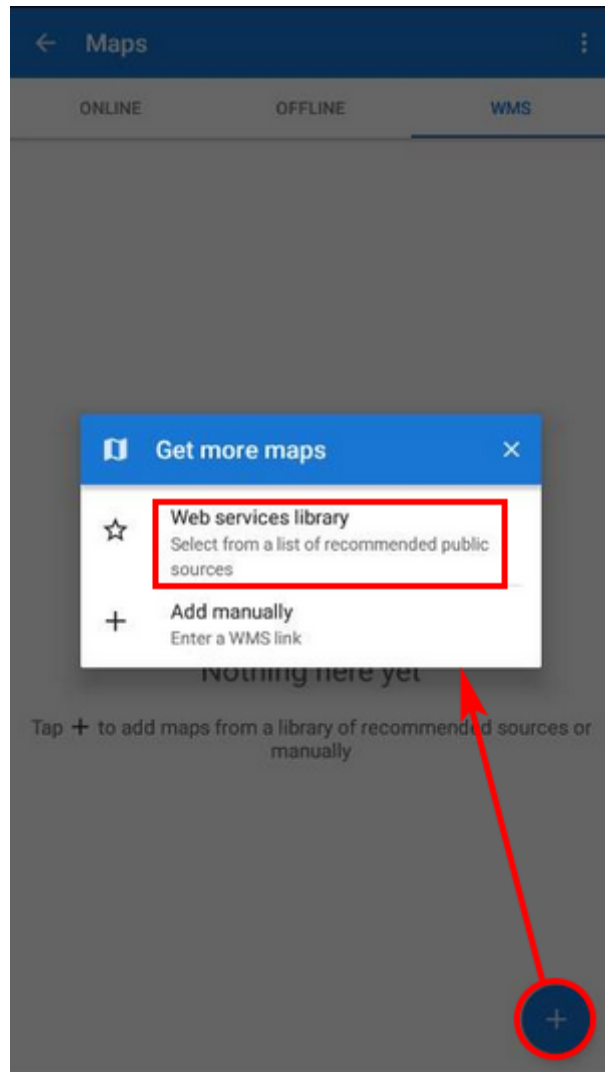 Maps
ONLINE OFFLINE WMS
Get more maps
Web services library
Select from a list of recommended public
sources
Add manually
Enter a WMS link
Nothing here yet
Tap + to add maps from a library of recommended sources or
manually